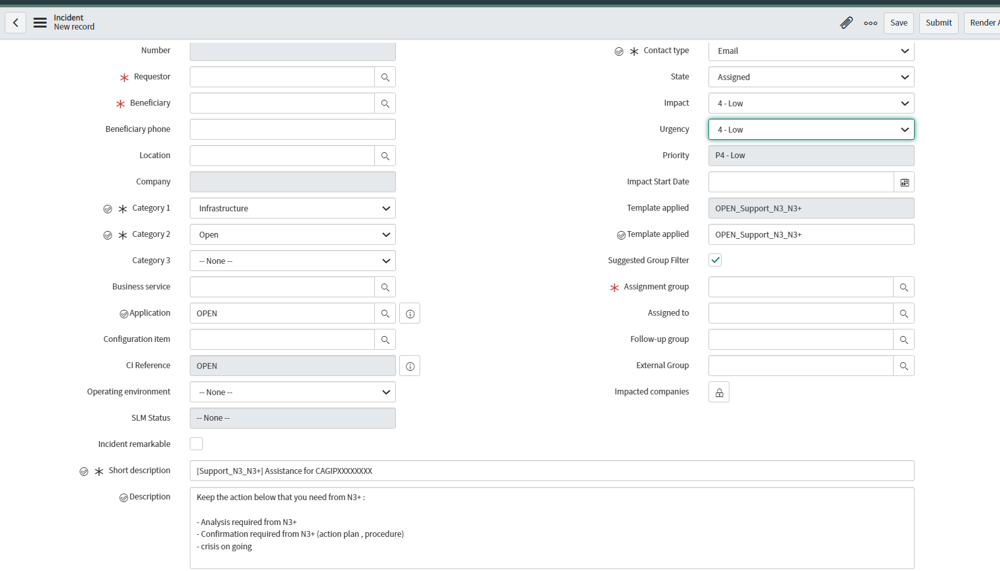 Incident
New record
Save
Submit
Render A
Number
Requestor
Beneficiary
Beneficiary phone
Location
Company
Category 1
Infrastructure
Category 2
Open
Category 3
-- None --
Business service
Application
OPEN
Configuration item
CI Reference
OPEN
Operating environment
-- None --
SLM Status
-- None --
Incident remarkable
Contact type
Email
State
Assigned
Impact
4 - Low
Urgency
4 - Low
Priority
P4 - Low
Impact Start Date
Template applied
OPEN_Support_N3_N3+
Template applied
OPEN_Support_N3_N3+
Suggested Group Filter
Assignment group
Assigned to
Follow-up group
External Group
Impacted companies
Short description
[Support_N3_N3+] Assistance for CAGIPXXXXXXXX
Description
Keep the action below that you need from N3+ :
- Analysis required from N3+
- Confirmation required from N3+ (action plan , procedure)
- crisis on going